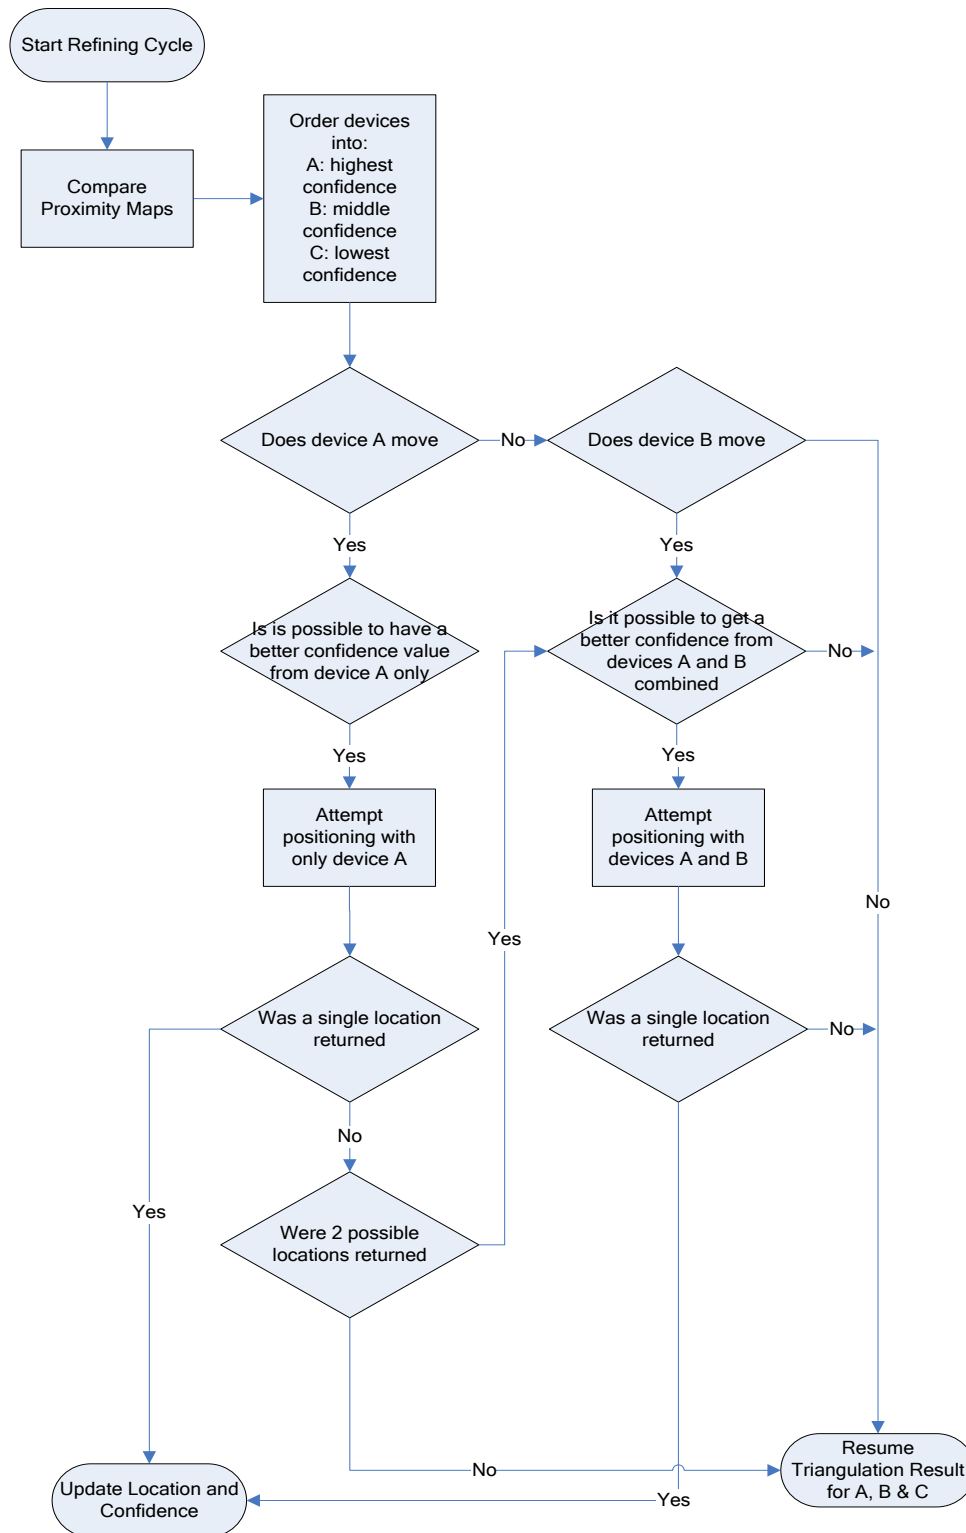 Start Refining Cycle
Compare
Proximity Maps
Order devices
into:
A: highest
confidence
B: middle
confidence
C: lowest
confidence
Does device A move
No
Does device B move
Yes
Yes
Is is possible to have a
better confidence value
from device A only
Is it possible to get a
better confidence from
devices A and B
combined
No
Yes
Yes
Attempt
positioning with
only device A
Attempt
positioning with
devices A and B
No
Yes
Was a single location
returned
Was a single location
returned
No
No
Yes
Were 2 possible
locations returned
No
Yes
Update Location and
Confidence
Resume
Triangulation Result
for A, B & C